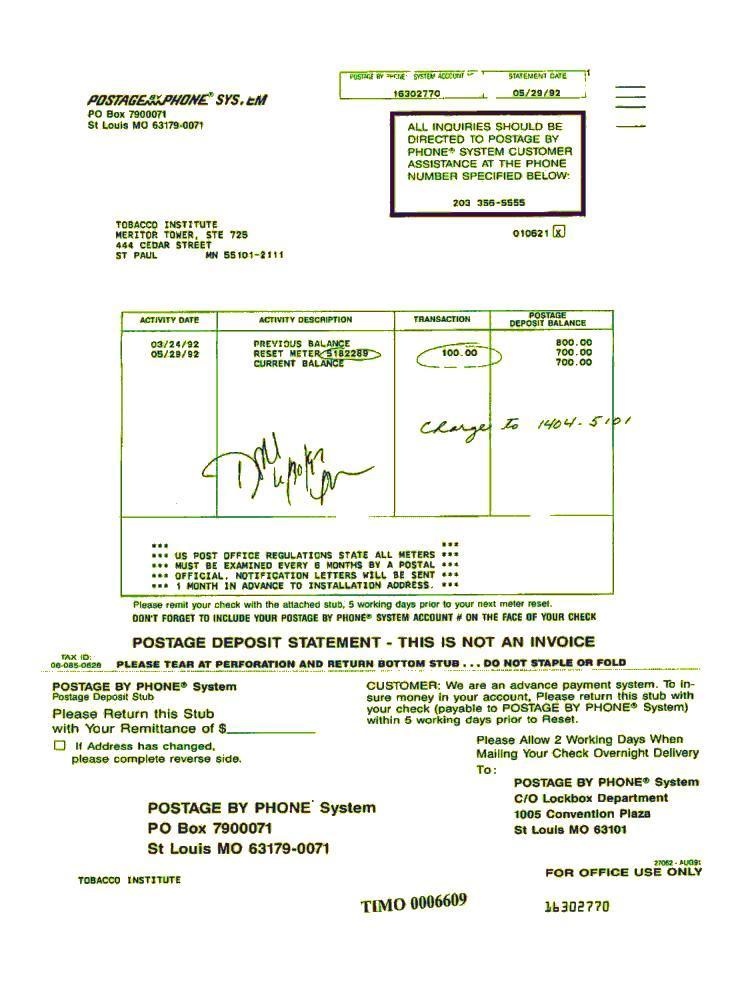 POSTAGE BY PHONE SYSTEM ACCOUNT STATEMENT DATE
16302770 05/29/92
POSTAGE BY PHONE® SYSTEM
PO Box 7900071
St Louis MO 63179-0071
ALL INQUIRIES SHOULD BE
DIRECTED TO POSTAGE BY
PHONE® SYSTEM CUSTOMER
ASSISTANCE AT THE PHONE
NUMBER SPECIFIED BELOW:
203 356-5555
010621 X
TOBACCO INSTITUTE
MERITOR TOWER, STE 725
444 CEDAR STREET
ST PAUL MN 55101-2111
ACTIVITY DATE ACTIVITY DESCRIPTION TRANSACTION POSTAGE DEPOSIT BALANCE
03/24/92 PREVIOUS BALANCE 800.00
05/29/92 RESET METER 5182289 100.00 700.00
CURRENT BALANCE 700.00
Charge to 1404-5101
*** ***
*** US POST OFFICE REGULATIONS STATE ALL METERS ***
*** MUST BE EXAMINED EVERY 6 MONTHS BY A POSTAL ***
*** OFFICIAL. NOTIFICATION LETTERS WILL BE SENT ***
*** 1 MONTH IN ADVANCE TO INSTALLATION ADDRESS. ***
Please remit your check with the attached stub, 5 working days prior to your next meter reset.
DON'T FORGET TO INCLUDE YOUR POSTAGE BY PHONE® SYSTEM ACCOUNT # ON THE FACE OF YOUR CHECK
POSTAGE DEPOSIT STATEMENT - THIS IS NOT AN INVOICE
TAX ID:
06-085-0628 PLEASE TEAR AT PERFORATION AND RETURN BOTTOM STUB . . . DO NOT STAPLE OR FOLD
POSTAGE BY PHONE® System
Postage Deposit Stub
Please Return this Stub
with Your Remittance of $
If Address has changed,
please complete reverse side.
CUSTOMER: We are an advance payment system. To in-
sure money in your account, Please return this stub with
your check (payable to POSTAGE BY PHONE® System)
within 5 working days prior to Reset.
Please Allow 2 Working Days When
Mailing Your Check Overnight Delivery
To:
POSTAGE BY PHONE® System
C/O Lockbox Department
1005 Convention Plaza
St Louis MO 63101
POSTAGE BY PHONE System
PO Box 7900071
St Louis MO 63179-0071
27062 - AUG91
FOR OFFICE USE ONLY
TOBACCO INSTITUTE
TIMO 0006609
16302770